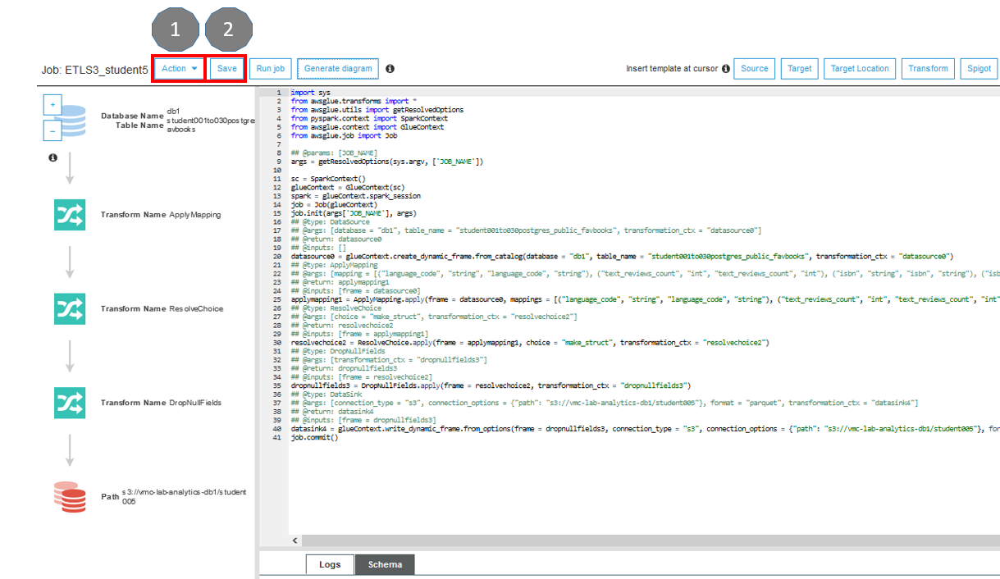 1
2
Job: ETLS3_student5
Action
Save
Run job
Generate diagram
Insert template at cursor
Source
Target
Target Location
Transform
Spigot
+
−
Database Name db1
Table Name student001to030postgre
avbooks
Transform Name ApplyMapping
Transform Name ResolveChoice
Transform Name DropNullFields
Path s3://vmc-lab-analytics-db1/student
005
1 import sys
2 from awsglue.transforms import *
3 from awsglue.utils import getResolvedOptions
4 from pyspark.context import SparkContext
5 from awsglue.context import GlueContext
6 from awsglue.job import Job
7
8 ## @params: [JOB_NAME]
9 args = getResolvedOptions(sys.argv, ['JOB_NAME'])
10
11 sc = SparkContext()
12 glueContext = GlueContext(sc)
13 spark = glueContext.spark_session
14 job = Job(glueContext)
15 job.init(args['JOB_NAME'], args)
16 ## @type: DataSource
17 ## @args: [database = "db1", table_name = "student001to030postgres_public_favbooks", transformation_ctx = "datasource0"]
18 ## @return: datasource0
19 ## @inputs: []
20 datasource0 = glueContext.create_dynamic_frame.from_catalog(database = "db1", table_name = "student001to030postgres_public_favbooks", transformation_ctx = "datasource0")
21 ## @type: ApplyMapping
22 ## @args: [mapping = [("language_code", "string", "language_code", "string"), ("text_reviews_count", "int", "text_reviews_count", "int"), ("isbn", "string", "isbn", "string"), ("isb
23 ## @return: applymapping1
24 ## @inputs: [frame = datasource0]
25 applymapping1 = ApplyMapping.apply(frame = datasource0, mappings = [("language_code", "string", "language_code", "string"), ("text_reviews_count", "int", "text_reviews_count", "int"
26 ## @type: ResolveChoice
27 ## @args: [choice = "make_struct", transformation_ctx = "resolvechoice2"]
28 ## @return: resolvechoice2
29 ## @inputs: [frame = applymapping1]
30 resolvechoice2 = ResolveChoice.apply(frame = applymapping1, choice = "make_struct", transformation_ctx = "resolvechoice2")
31 ## @type: DropNullFields
32 ## @args: [transformation_ctx = "dropnullfields3"]
33 ## @return: dropnullfields3
34 ## @inputs: [frame = resolvechoice2]
35 dropnullfields3 = DropNullFields.apply(frame = resolvechoice2, transformation_ctx = "dropnullfields3")
36 ## @type: DataSink
37 ## @args: [connection_type = "s3", connection_options = {"path": "s3://vmc-lab-analytics-db1/student005"}, format = "parquet", transformation_ctx = "datasink4"]
38 ## @return: datasink4
39 ## @inputs: [frame = dropnullfields3]
40 datasink4 = glueContext.write_dynamic_frame.from_options(frame = dropnullfields3, connection_type = "s3", connection_options = {"path": "s3://vmc-lab-analytics-db1/student005"}, for
41 job.commit()
Logs
Schema